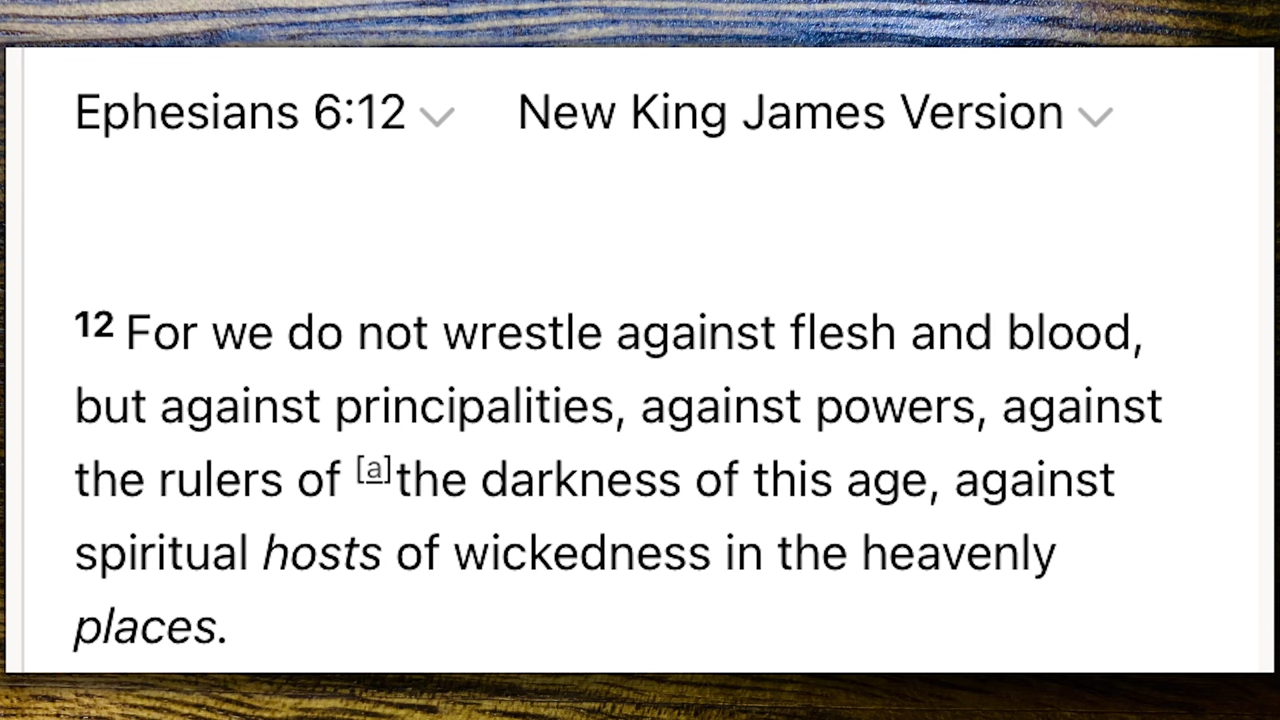 Ephesians 6:12 New King James Version
12 For we do not wrestle against flesh and blood,
but against principalities, against powers, against
the rulers of [a]the darkness of this age, against
spiritual hosts of wickedness in the heavenly
places.